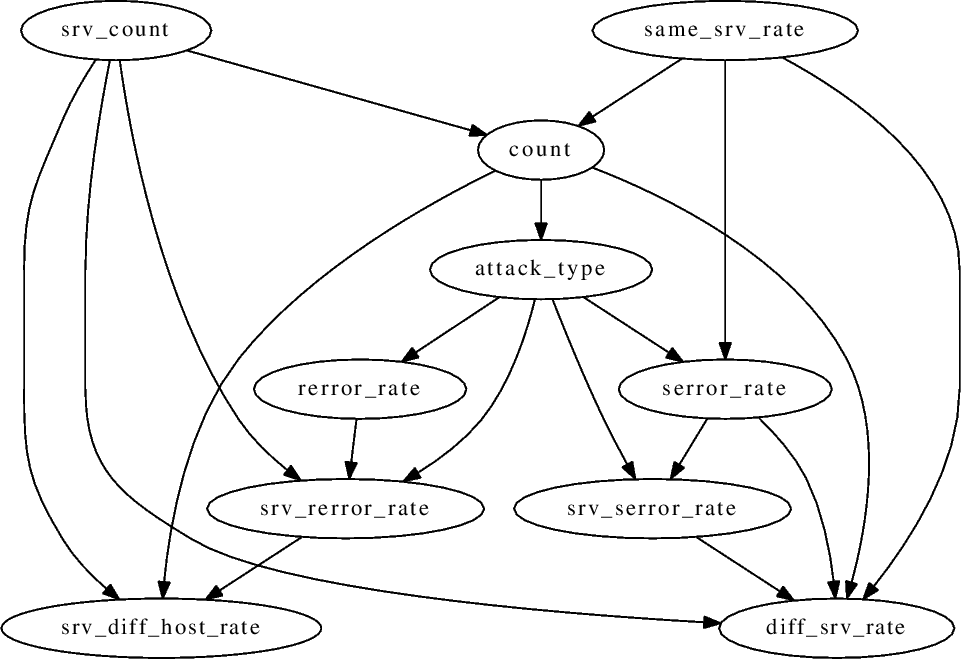 srv_count
same_srv_rate
count
attack_type
rerror_rate
serror_rate
srv_rerror_rate
srv_serror_rate
srv_diff_host_rate
diff_srv_rate